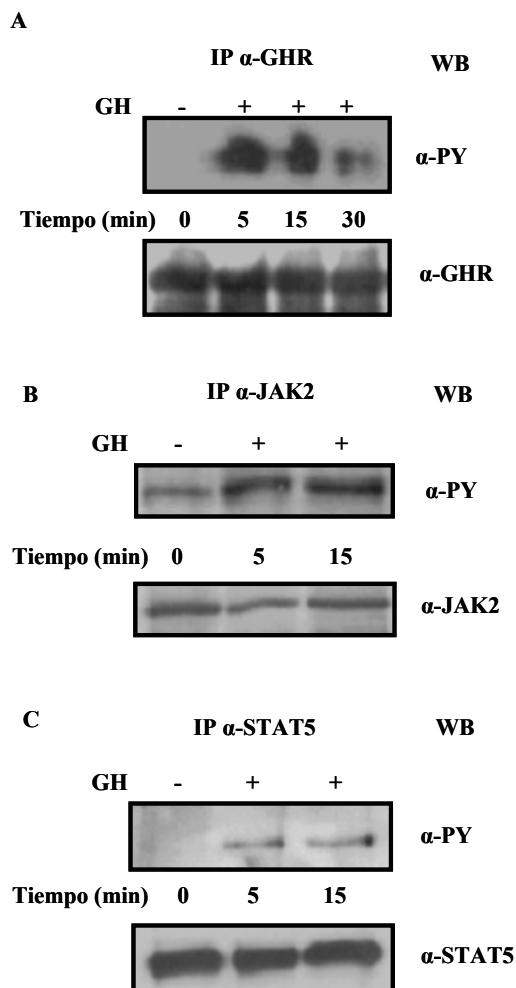 A
IP α-GHR WB
GH - + + +
α-PY
Tiempo (min) 0 5 15 30
α-GHR
B IP α-JAK2 WB
GH - + +
α-PY
Tiempo (min) 0 5 15
α-JAK2
C IP α-STAT5 WB
GH - + +
α-PY
Tiempo (min) 0 5 15
α-STAT5